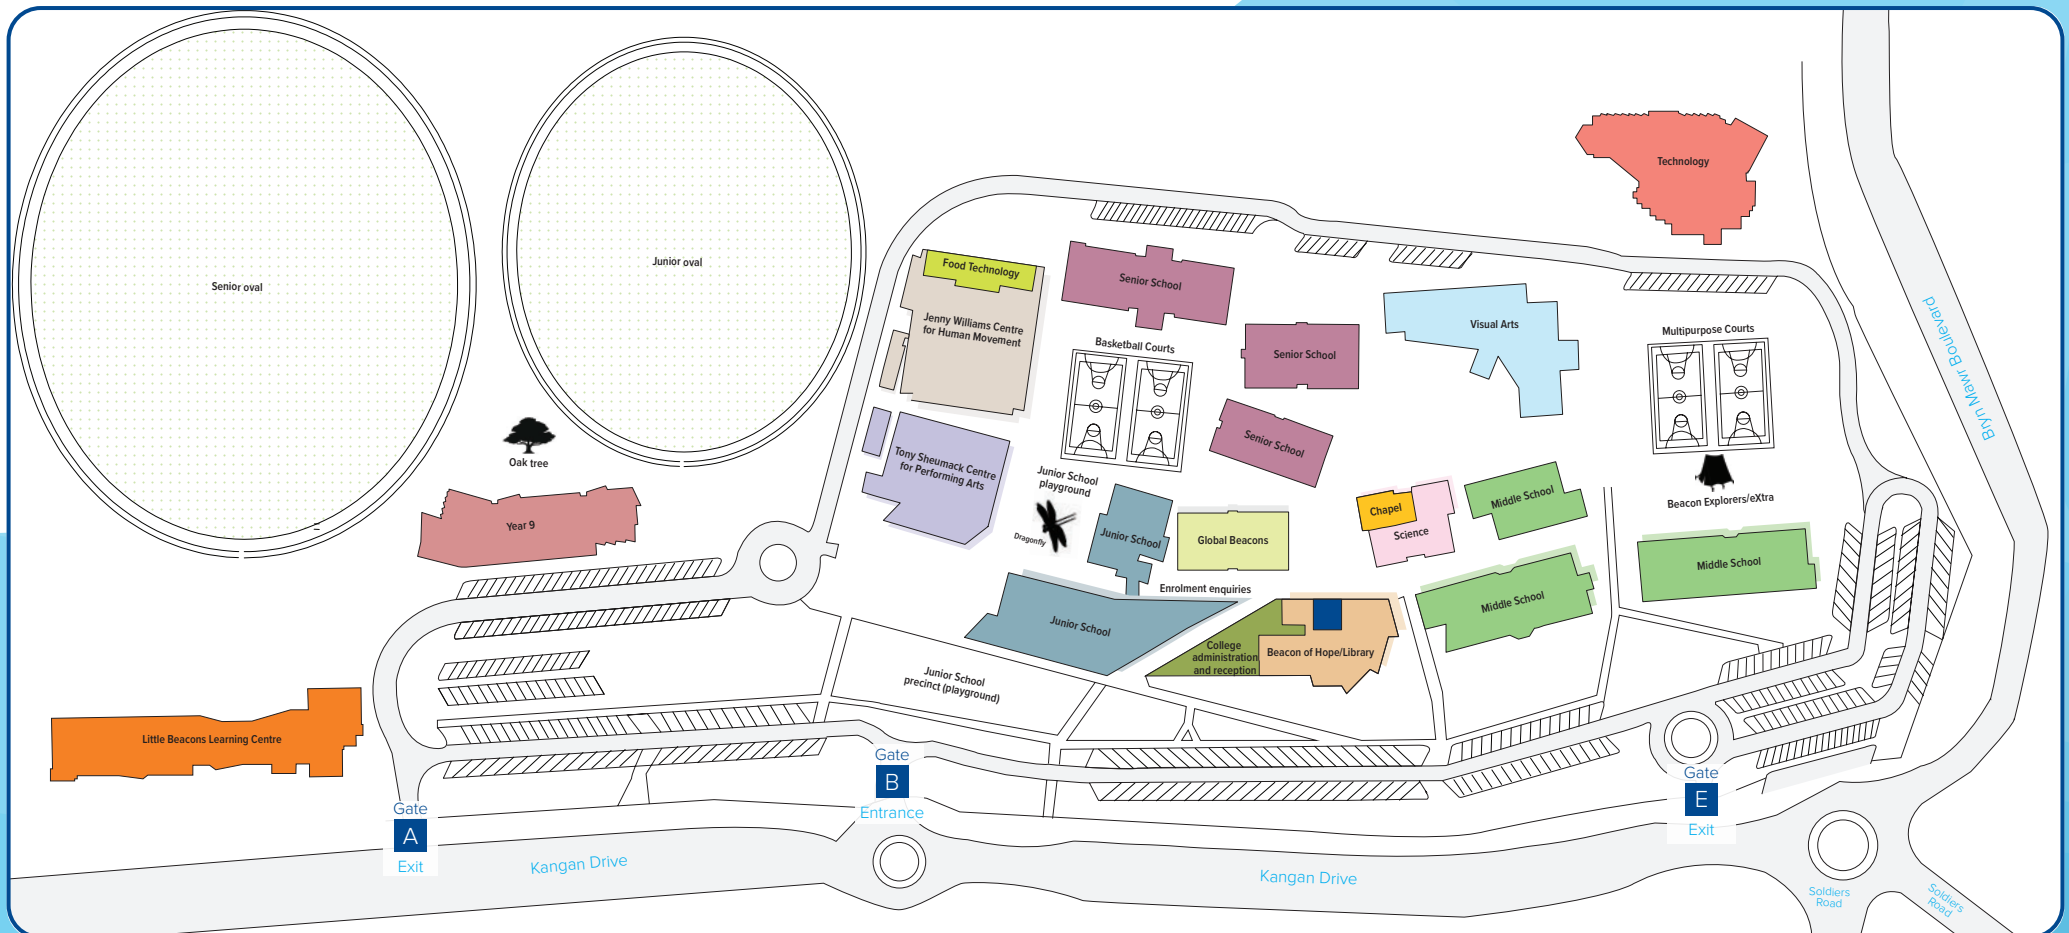 Senior oval
Junior oval
Technology
Food Technology
Jenny Williams Centre
for Human Movement
Senior School
Basketball Courts
Senior School
Senior School
Visual Arts
Multipurpose Courts
Bryn Mawr Boulevard
Oak tree
Year 9
Tony Sheumack Centre
for Performing Arts
Junior School
playground
Dragonfly
Junior School
Global Beacons
Chapel
Science
Middle School
Beacon Explorers/eXtra
Middle School
Middle School
Enrolment enquiries
Junior School
College
administration
and reception
Beacon of Hope/Library
Junior School
precinct (playground)
Little Beacons Learning Centre
Gate
A
Exit
Gate
B
Entrance
Gate
E
Exit
Kangan Drive
Kangan Drive
Soldiers
Road
Soldiers
Road